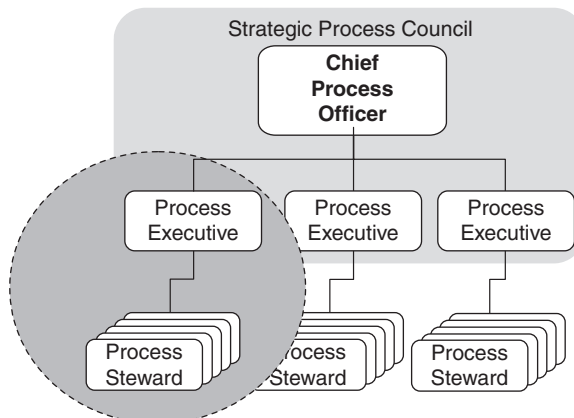 Strategic Process Council
Chief
Process
Officer
Process
Executive
Process
Executive
Process
Executive
Process
Steward
Process
Steward
Process
Steward